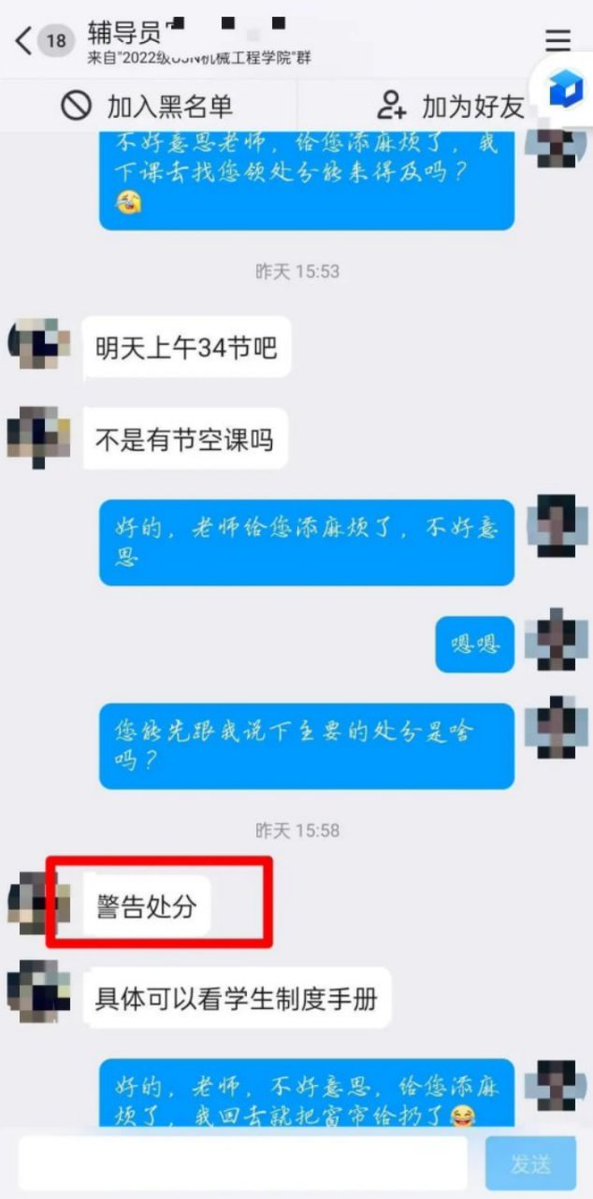 18
辅导员
来自"2022级USN机械工程学院"群
加入黑名单
加为好友
不好意思老师，给您添麻烦了，我
下课去找您领处分能来得及吗？
昨天 15:53
明天上午34节吧
不是有节空课吗
好的，老师给您添麻烦了，不好意
思
嗯嗯
您能先跟我说下主要的处分是啥
吗？
昨天 15:58
警告处分
具体可以看学生制度手册
好的，老师，不好意思，给您添麻
烦了，我回去就把窗帘给扔了
发送